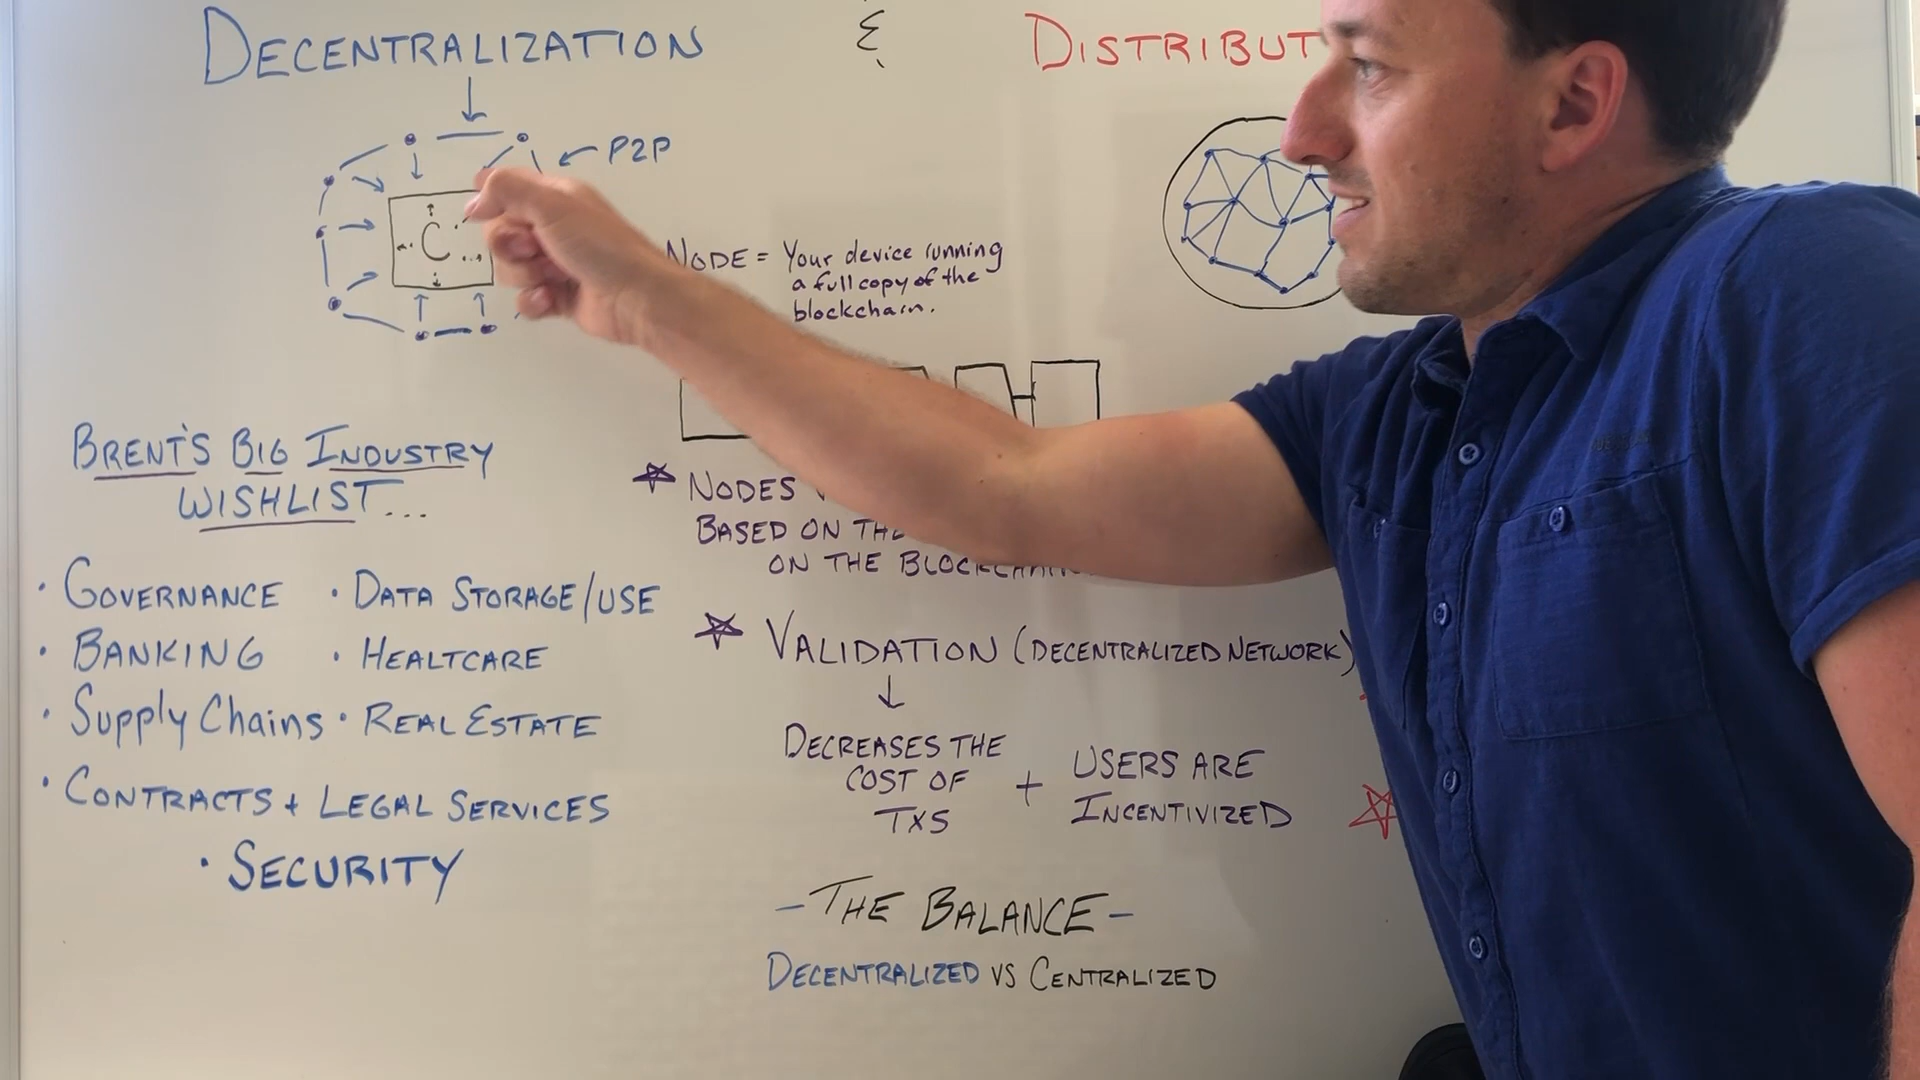 DECENTRALIZATION
&
DISTRIBUT
P2P
C
NODE = Your device running
a full copy of the
blockchain.
BRENT'S BIG INDUSTRY
WISHLIST...
• GOVERNANCE • DATA STORAGE/USE
• BANKING • HEALTCARE
• Supply Chains • REAL ESTATE
• CONTRACTS + LEGAL SERVICES
• SECURITY
NODES
BASED ON THE
ON THE BLOCKCHAIN
VALIDATION (DECENTRALIZED NETWORK)
DECREASES THE
COST OF
TXS
+
USERS ARE
INCENTIVIZED
- THE BALANCE -
DECENTRALIZED VS CENTRALIZED